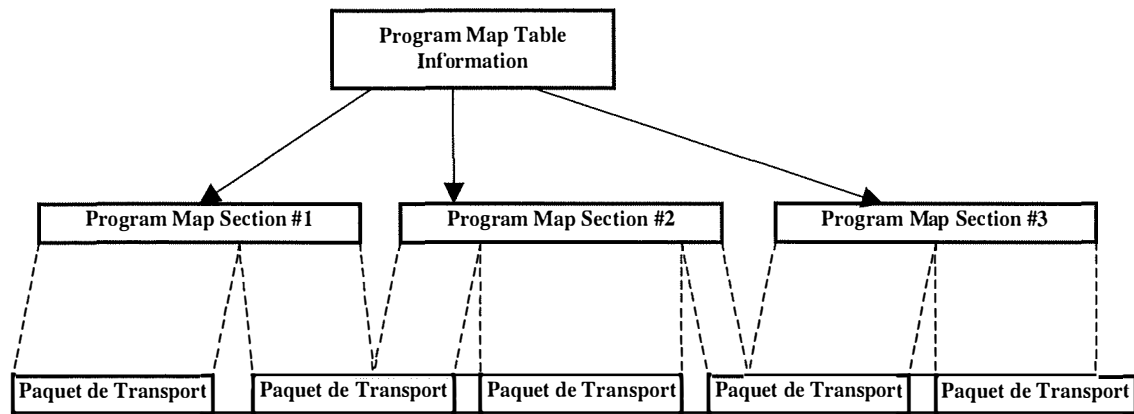 Program Map Table
Information
Program Map Section #1
Program Map Section #2
Program Map Section #3
Paquet de Transport
Paquet de Transport
Paquet de Transport
Paquet de Transport
Paquet de Transport